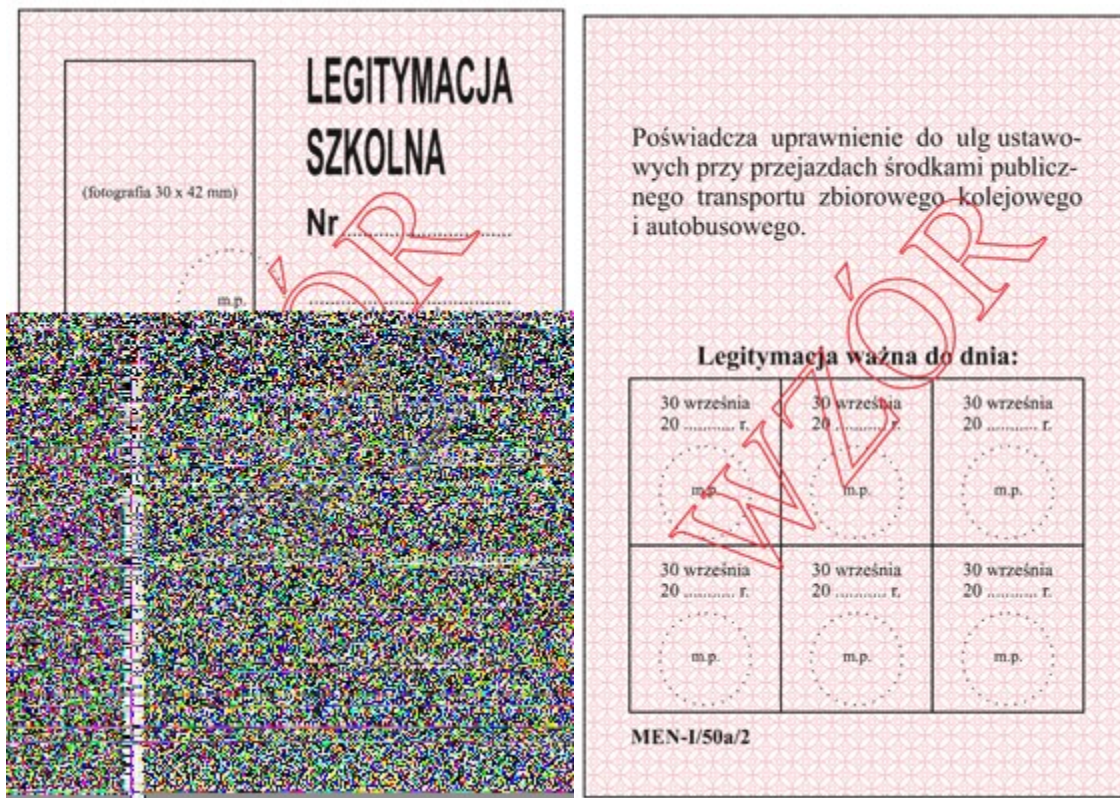 LEGITYMACJA
SZKOLNA
(fotografia 30 x 42 mm)
Nr
m.p.
Poświadcza uprawnienie do ulg ustawo-
wych przy przejazdach środkami publicz-
nego transportu zbiorowego kolejowego
i autobusowego.
WZÓR
Legitymacja ważna do dnia:
30 września 30 września 30 września
20 ........... r. 20 ........... r. 20 ........... r.
m.p. m.p. m.p.
30 września 30 września 30 września
20 ........... r. 20 ........... r. 20 ........... r.
m.p. m.p. m.p.
MEN-I/50a/2